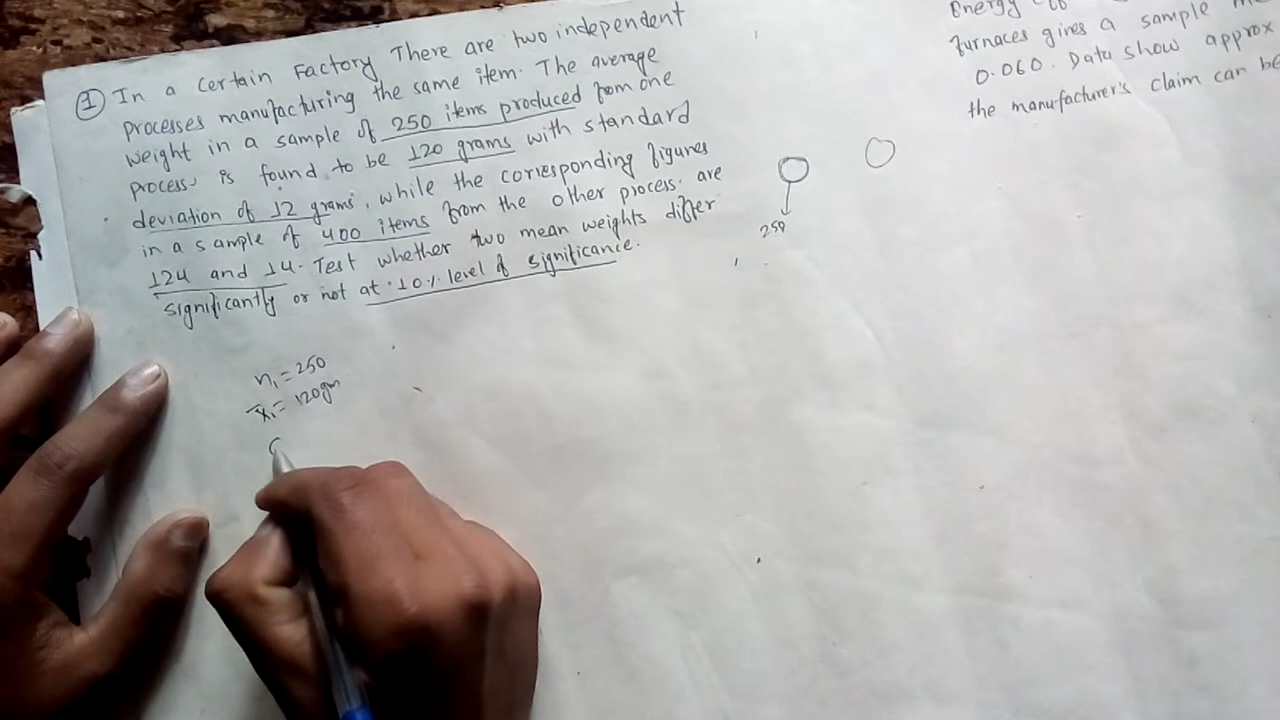 ① In a Certain Factory There are two independent
processes manufacturing the same item. The average
weight in a sample of 250 items produced from one
process is found to be 120 grams with standard
deviation of 12 grams, while the corresponding figures
in a sample of 400 items from the other process are
124 and 14. Test whether two mean weights differ
significantly or not at 10% level of significance.
n₁ = 250
x̄₁ = 120gm
250
Energy
furnaces gives a sample
0.060. Data show approx
the manufacturer's claim can be